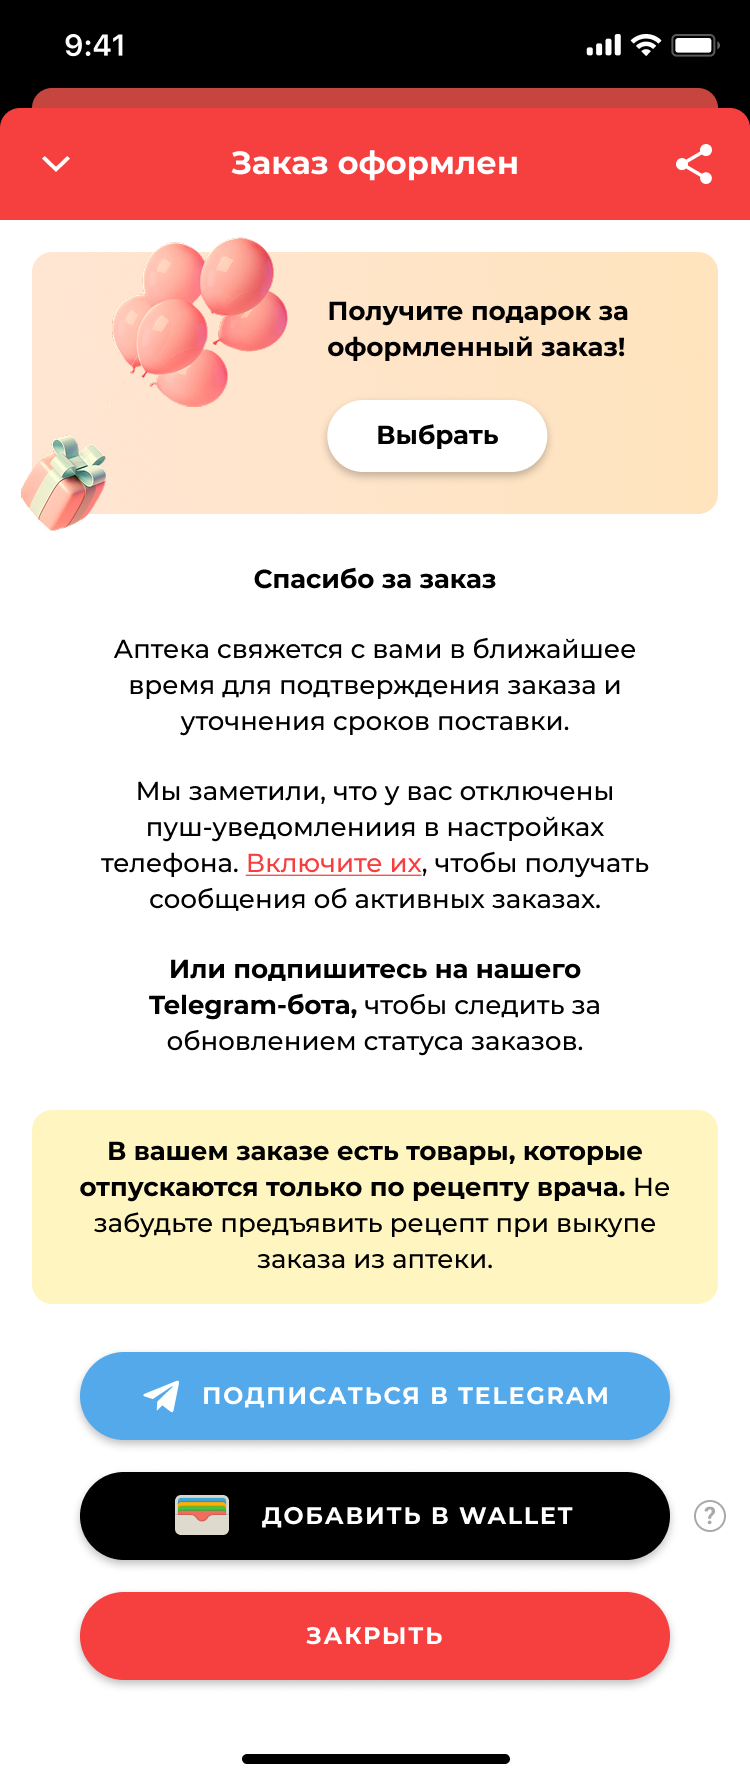 9:41
Заказ оформлен
Получите подарок за
оформленный заказ!
Выбрать
Спасибо за заказ
Аптека свяжется с вами в ближайшее
время для подтверждения заказа и
уточнения сроков поставки.
Мы заметили, что у вас отключены
пуш-уведомлениия в настройках
телефона. Включите их, чтобы получать
сообщения об активных заказах.
Или подпишитесь на нашего
Telegram-бота, чтобы следить за
обновлением статуса заказов.
В вашем заказе есть товары, которые
отпускаются только по рецепту врача. Не
забудьте предъявить рецепт при выкупе
заказа из аптеки.
ПОДПИСАТЬСЯ В TELEGRAM
ДОБАВИТЬ В WALLET
?
ЗАКРЫТЬ